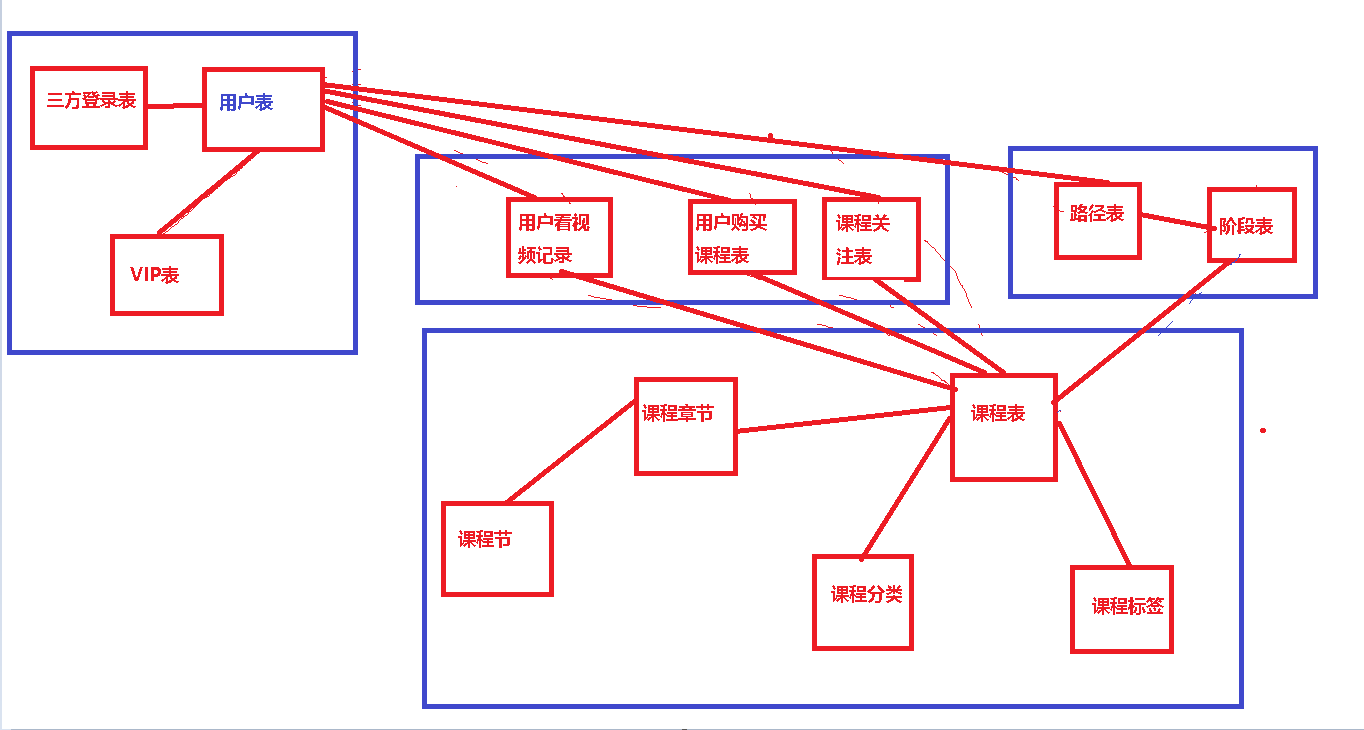 三方登录表
用户表
VIP表
用户看视
频记录
用户购买
课程表
课程关
注表
路径表
阶段表
课程章节
课程表
课程节
课程分类
课程标签